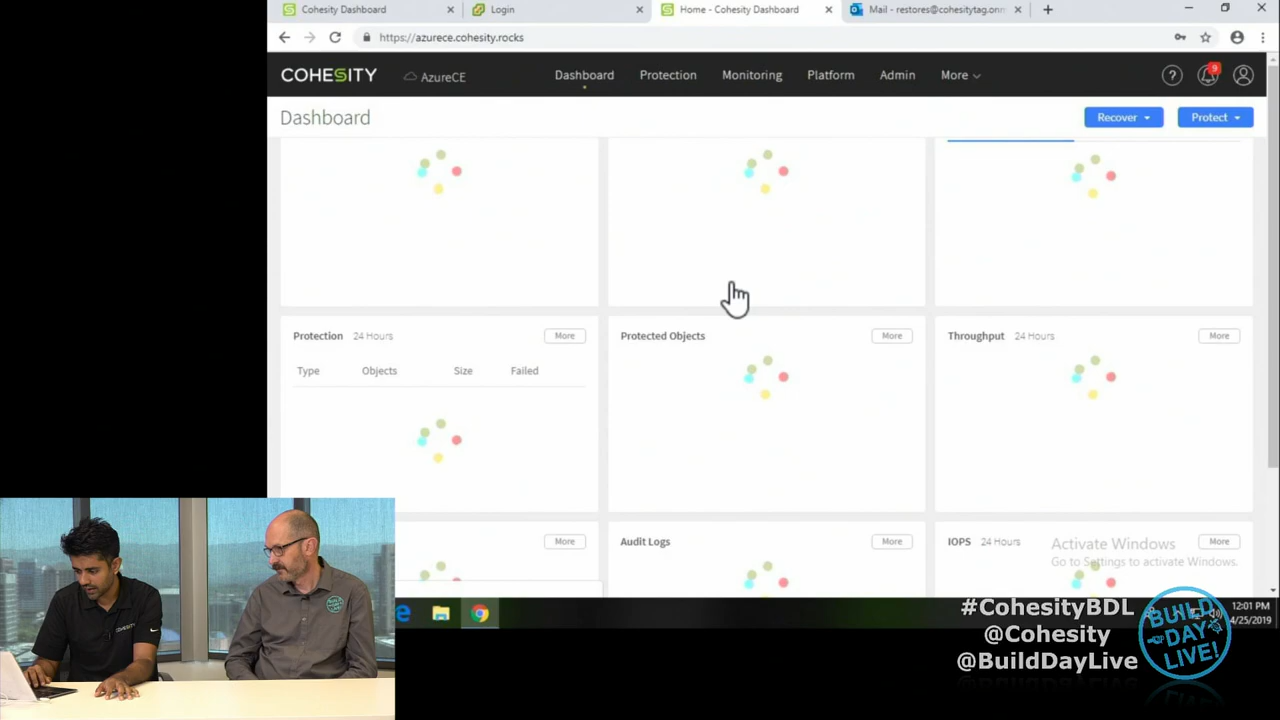 Cohesity Dashboard
Login
Home - Cohesity Dashboard
Mail - restores@cohesitytag.onm
https://azurece.cohesity.rocks
COHESITY
AzureCE
Dashboard
Protection
Monitoring
Platform
Admin
More
9
Dashboard
Recover
Protect
Protection 24 Hours
More
Protected Objects
More
Throughput 24 Hours
More
Type
Objects
Size
Failed
More
Audit Logs
More
IOPS 24 Hours
More
Activate Windows
Go to Settings to activate Windows.
12:01 PM
4/25/2019
#CohesityBDL
@Cohesity
@BuildDayLive
BUILD
DAY
LIVE!
COHESITY